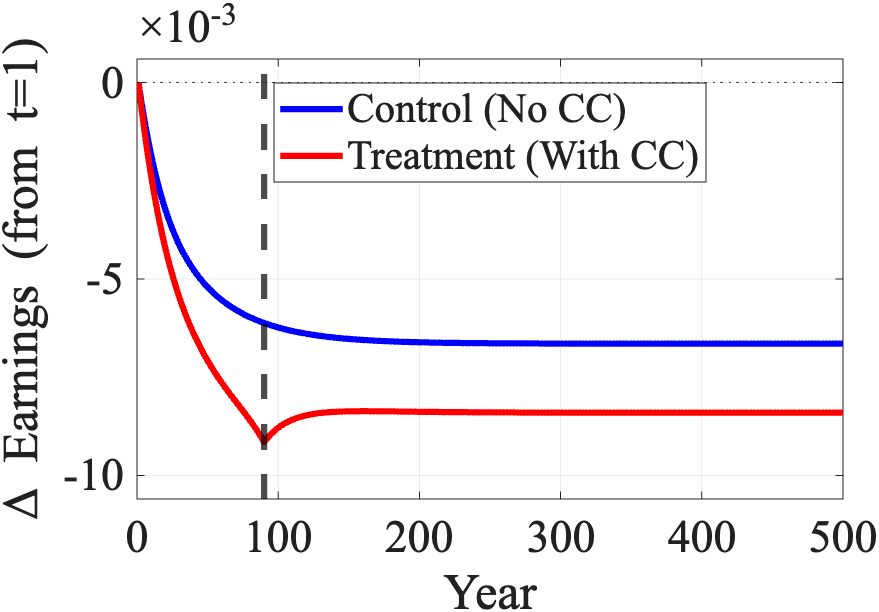 ×10-3
Δ Earnings (from t=1)
0
-5
-10
Control (No CC)
Treatment (With CC)
0 100 200 300 400 500
Year